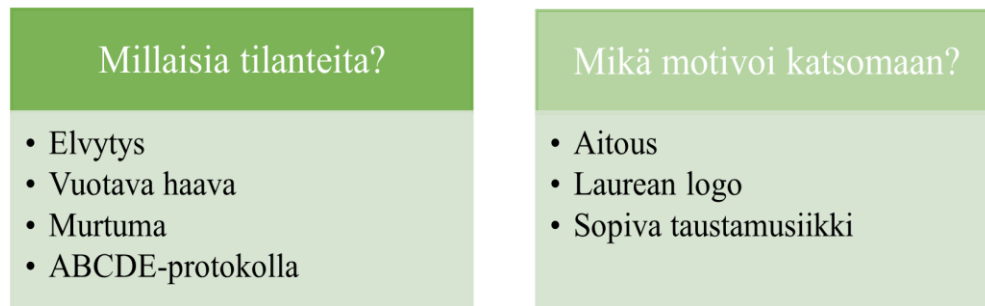 Millaisia tilanteita?
• Elvytys
• Vuotava haava
• Murtuma
• ABCDE-protokolla
Mikä motivoi katsomaan?
• Aitous
• Laurean logo
• Sopiva taustamusiikki